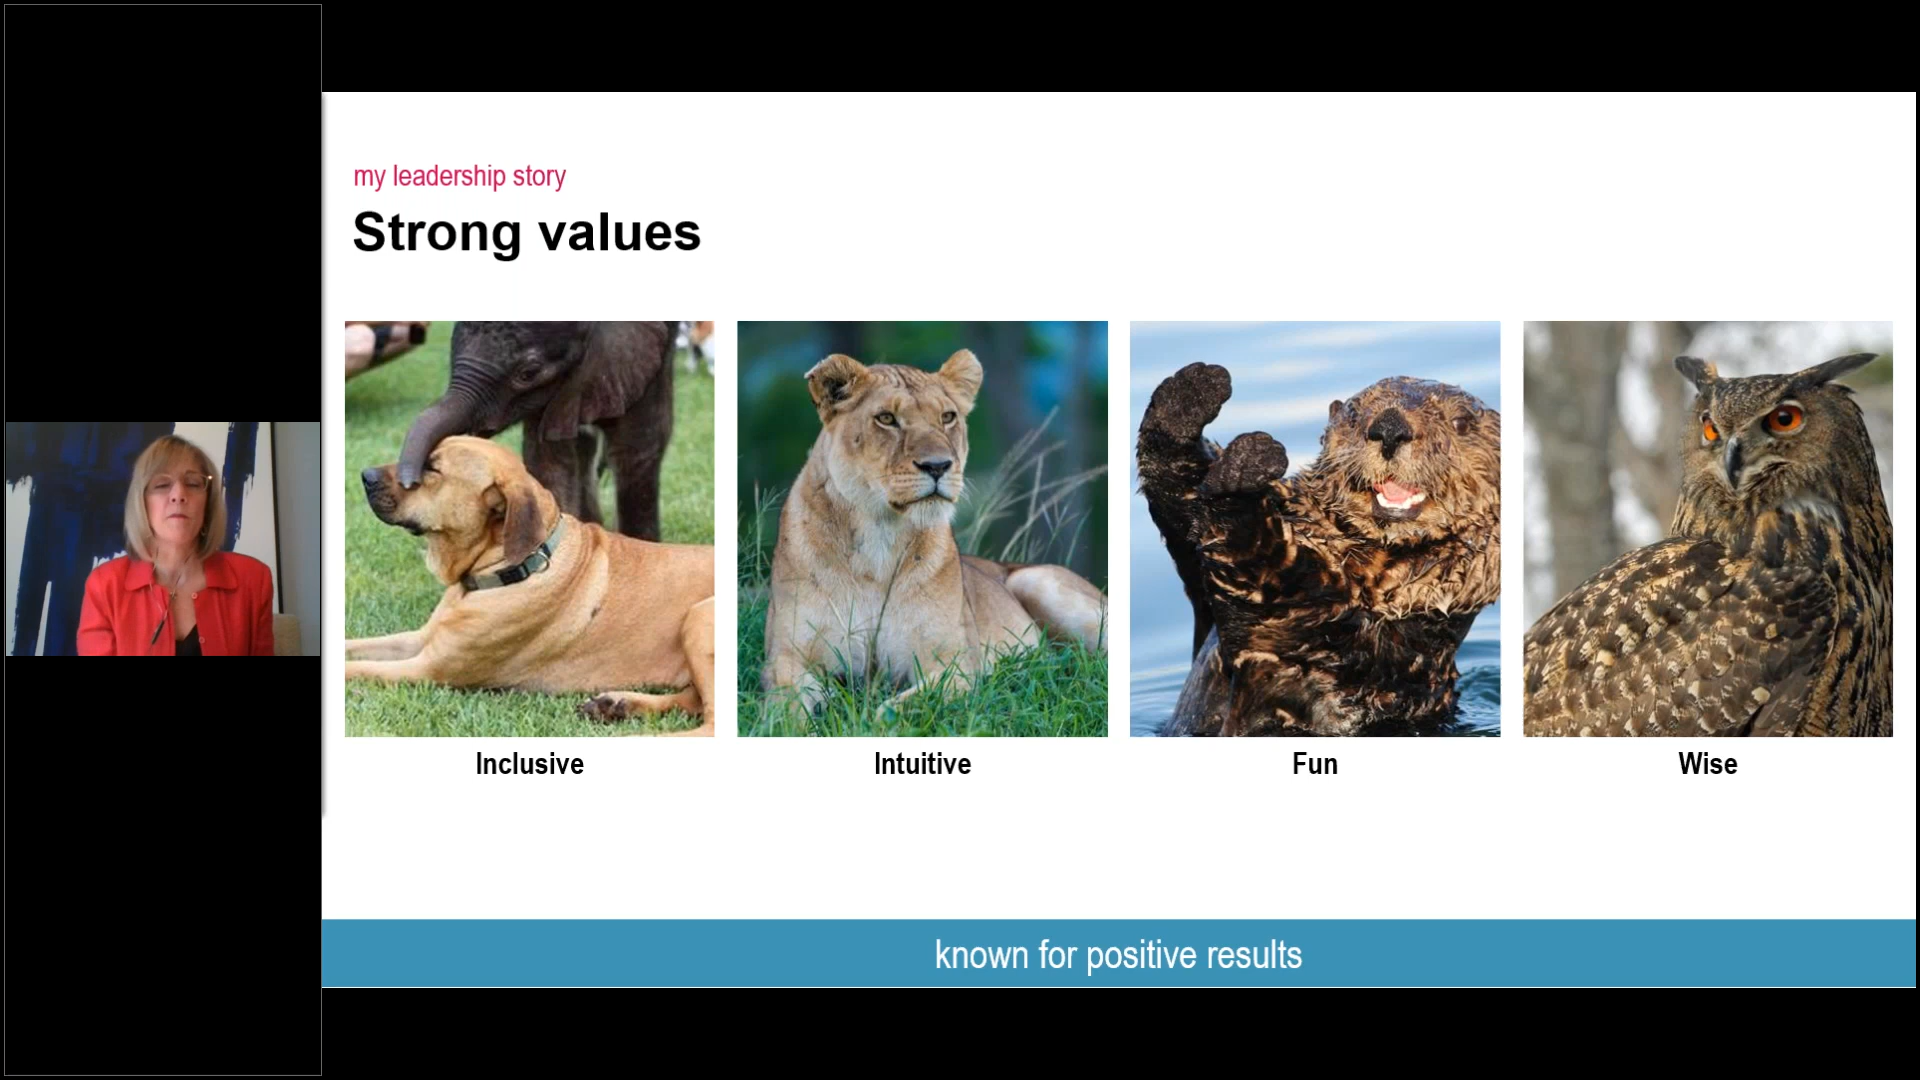 my leadership story
Strong values
Inclusive
Intuitive
Fun
Wise
known for positive results